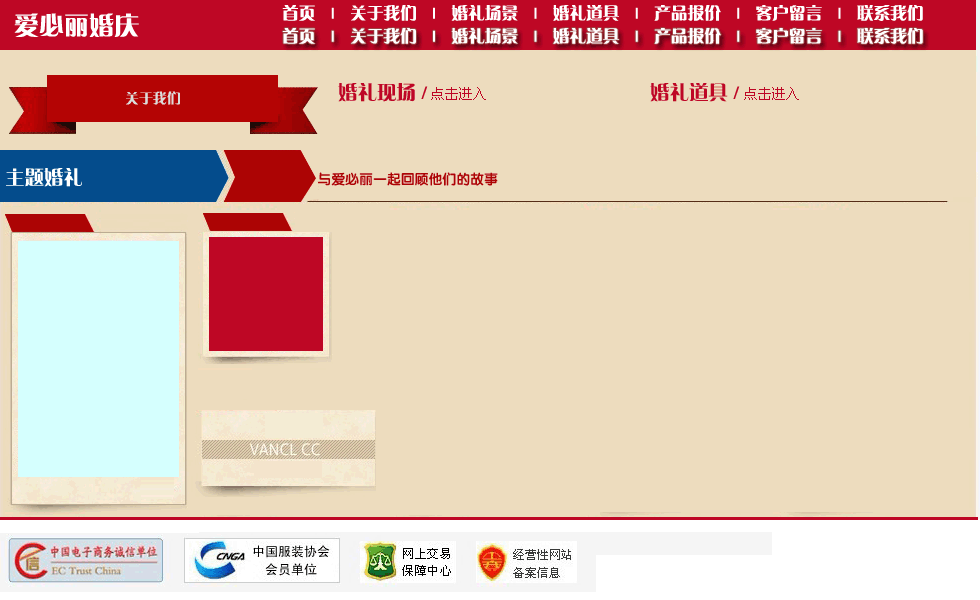 爱必丽婚庆
首页 | 关于我们 | 婚礼场景 | 婚礼道具 | 产品报价 | 客户留言 | 联系我们
首页 | 关于我们 | 婚礼场景 | 婚礼道具 | 产品报价 | 客户留言 | 联系我们
关于我们
婚礼现场 / 点击进入
婚礼道具 / 点击进入
主题婚礼
与爱必丽一起回顾他们的故事
VANCL CC
信
中国电子商务诚信单位
EC Trust China
CNGA
中国服装协会
会员单位
网上交易
保障中心
经营性网站
备案信息